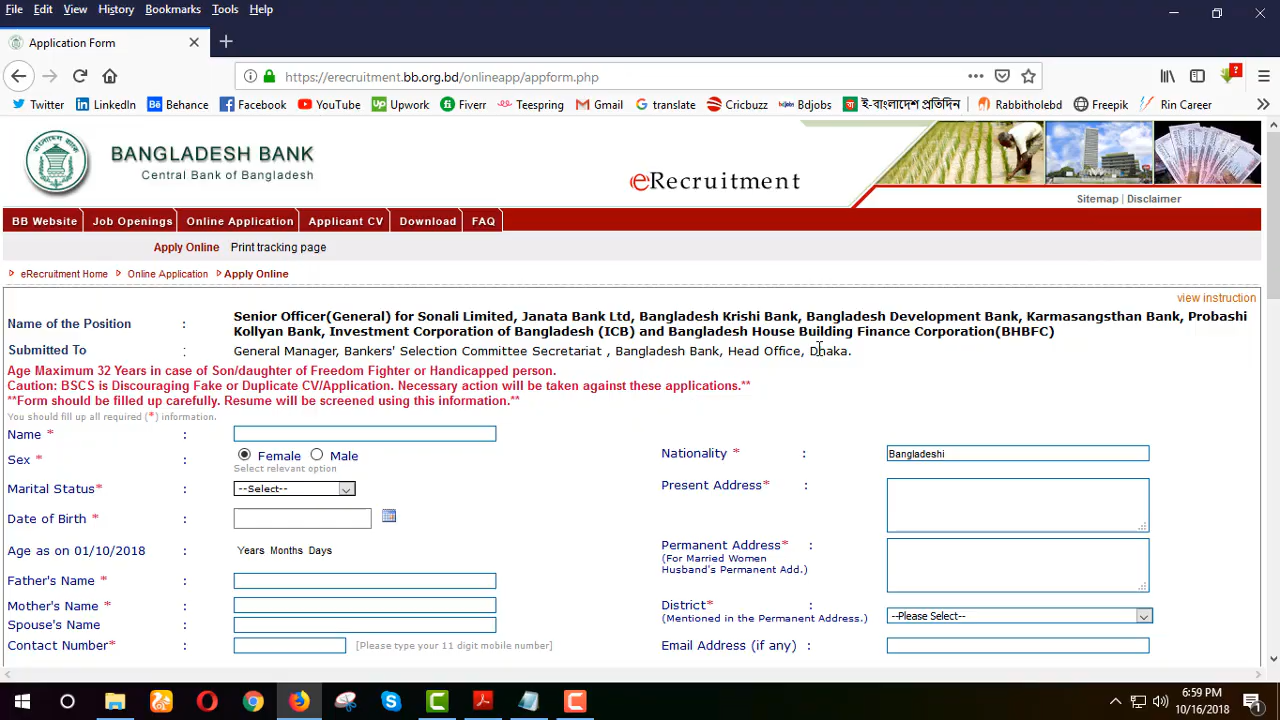 File Edit View History Bookmarks Tools Help
Application Form
https://erecruitment.bb.org.bd/onlineapp/appform.php
Twitter LinkedIn Behance Facebook YouTube Upwork Fiverr Teespring Gmail translate Cricbuzz Bdjobs ই-বাংলাদেশ প্রতিদিন Rabbitholebd Freepik Rin Career
BANGLADESH BANK
Central Bank of Bangladesh
eRecruitment
Sitemap | Disclaimer
BB Website Job Openings Online Application Applicant CV Download FAQ
Apply Online Print tracking page
eRecruitment Home Online Application Apply Online
view instruction
Name of the Position : Senior Officer(General) for Sonali Limited, Janata Bank Ltd, Bangladesh Krishi Bank, Bangladesh Development Bank, Karmasangsthan Bank, Probashi
Kollyan Bank, Investment Corporation of Bangladesh (ICB) and Bangladesh House Building Finance Corporation(BHBFC)
Submitted To : General Manager, Bankers' Selection Committee Secretariat , Bangladesh Bank, Head Office, Dhaka.
Age Maximum 32 Years in case of Son/daughter of Freedom Fighter or Handicapped person.
Caution: BSCS is Discouraging Fake or Duplicate CV/Application. Necessary action will be taken against these applications.**
**Form should be filled up carefully. Resume will be screened using this information.**
You should fill up all required (*) information.
Name * :
Sex * : Female Male
Select relevant option
Nationality * : Bangladeshi
Marital Status* : --Select--
Present Address* :
Date of Birth * :
Age as on 01/10/2018 : Years Months Days
Permanent Address* :
(For Married Women
Husband's Permanent Add.)
Father's Name * :
Mother's Name * :
District* : --Please Select--
(Mentioned in the Permanent Address.)
Spouse's Name :
Contact Number* : [Please type your 11 digit mobile number]
Email Address (if any) :
6:59 PM
10/16/2018